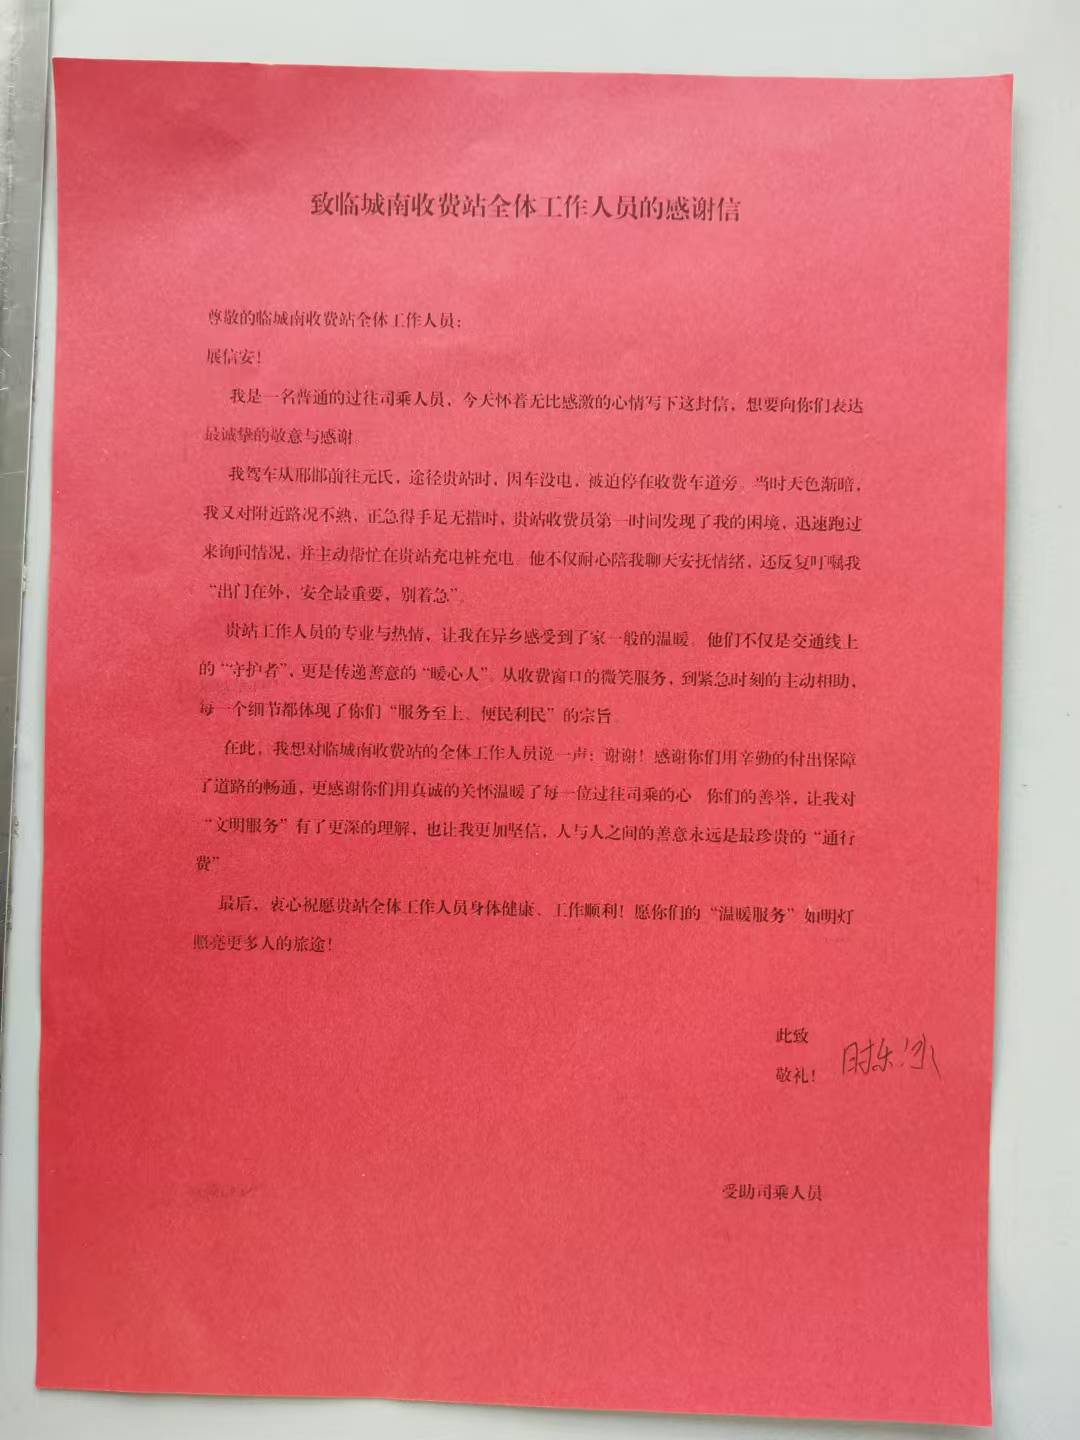 致临城南收费站全体工作人员的感谢信
尊敬的临城南收费站全体工作人员：
展信安！
我是一名普通的过往司乘人员，今天怀着无比感激的心情写下这封信，想要向你们表达
最诚挚的敬意与感谢。
我驾车从邢邯前往元氏，途径贵站时，因车没电，被迫停在收费车道旁。当时天色渐暗，
我又对附近路况不熟，正急得手足无措时，贵站收费员第一时间发现了我的困境，迅速跑过
来询问情况，并主动帮忙在贵站充电桩充电。他不仅耐心陪我聊天安抚情绪，还反复叮嘱我
“出门在外，安全最重要，别着急”。
贵站工作人员的专业与热情，让我在异乡感受到了家一般的温暖。他们不仅是交通线上
的“守护者”，更是传递善意的“暖心人”。从收费窗口的微笑服务，到紧急时刻的主动相助，
每一个细节都体现了你们“服务至上、便民利民”的宗旨。
在此，我想对临城南收费站的全体工作人员说一声：谢谢！感谢你们用辛勤的付出保障
了道路的畅通，更感谢你们用真诚的关怀温暖了每一位过往司乘的心。你们的善举，让我对
“文明服务”有了更深的理解，也让我更加坚信，人与人之间的善意永远是最珍贵的“通行
费”
最后，衷心祝愿贵站全体工作人员身体健康、工作顺利！愿你们的“温暖服务”如明灯
照亮更多人的旅途！
此致
敬礼！
受助司乘人员